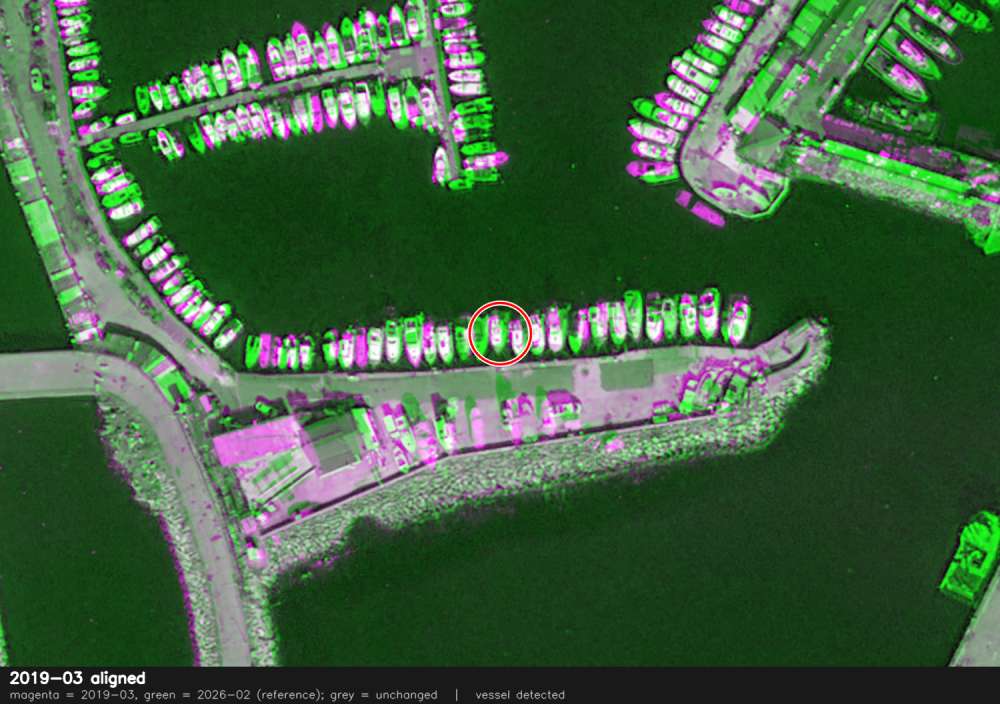 2019-03 aligned
magenta = 2019-03, green = 2026-02 (reference); grey = unchanged | vessel detected